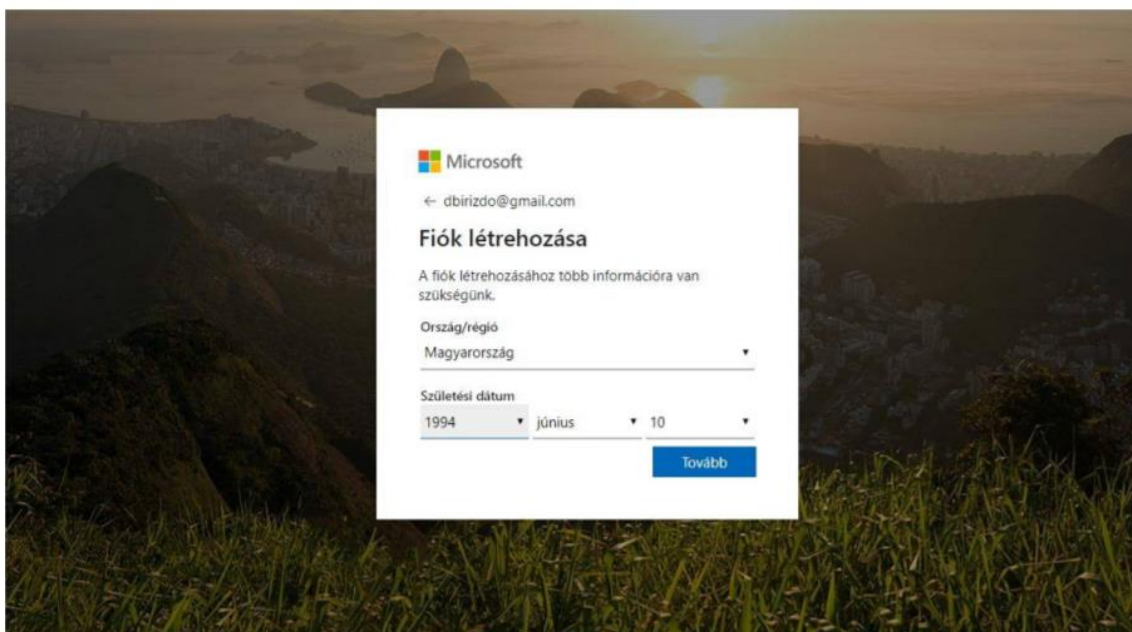 Microsoft
← dbirizdo@gmail.com
Fiók létrehozása
A fiók létrehozásához több információra van
szükségünk.
Ország/régió
Magyarország
Születési dátum
1994 június 10
Tovább